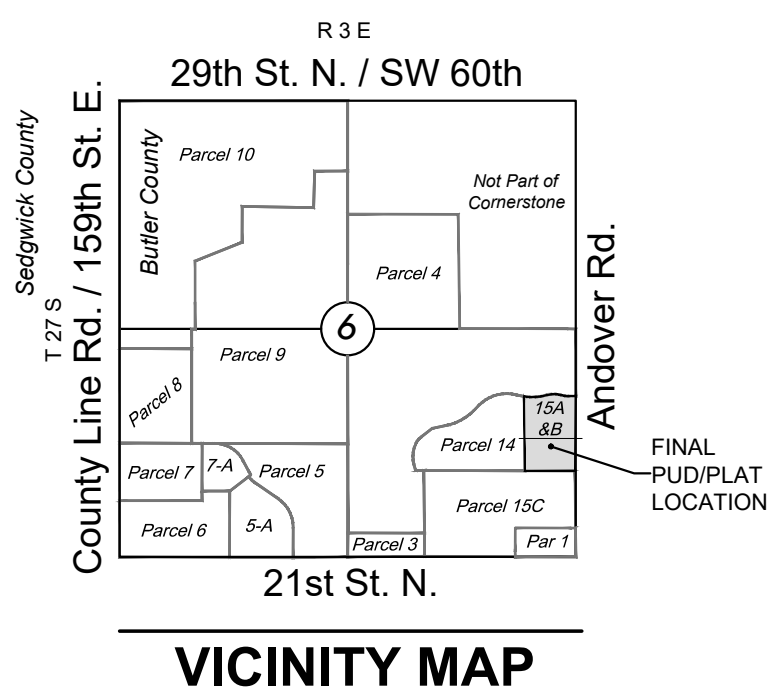 R 3 E
29th St. N. / SW 60th
Sedgwick County
T 27 S
County Line Rd. / 159th St. E.
Butler County
Parcel 10
Not Part of
Cornerstone
Parcel 4
Andover Rd.
6
Parcel 9
Parcel 8
15A
&B
Parcel 14
FINAL
PUD/PLAT
LOCATION
Parcel 7
7-A
Parcel 5
Parcel 15C
Parcel 6
5-A
Parcel 3
Par 1
21st St. N.
VICINITY MAP